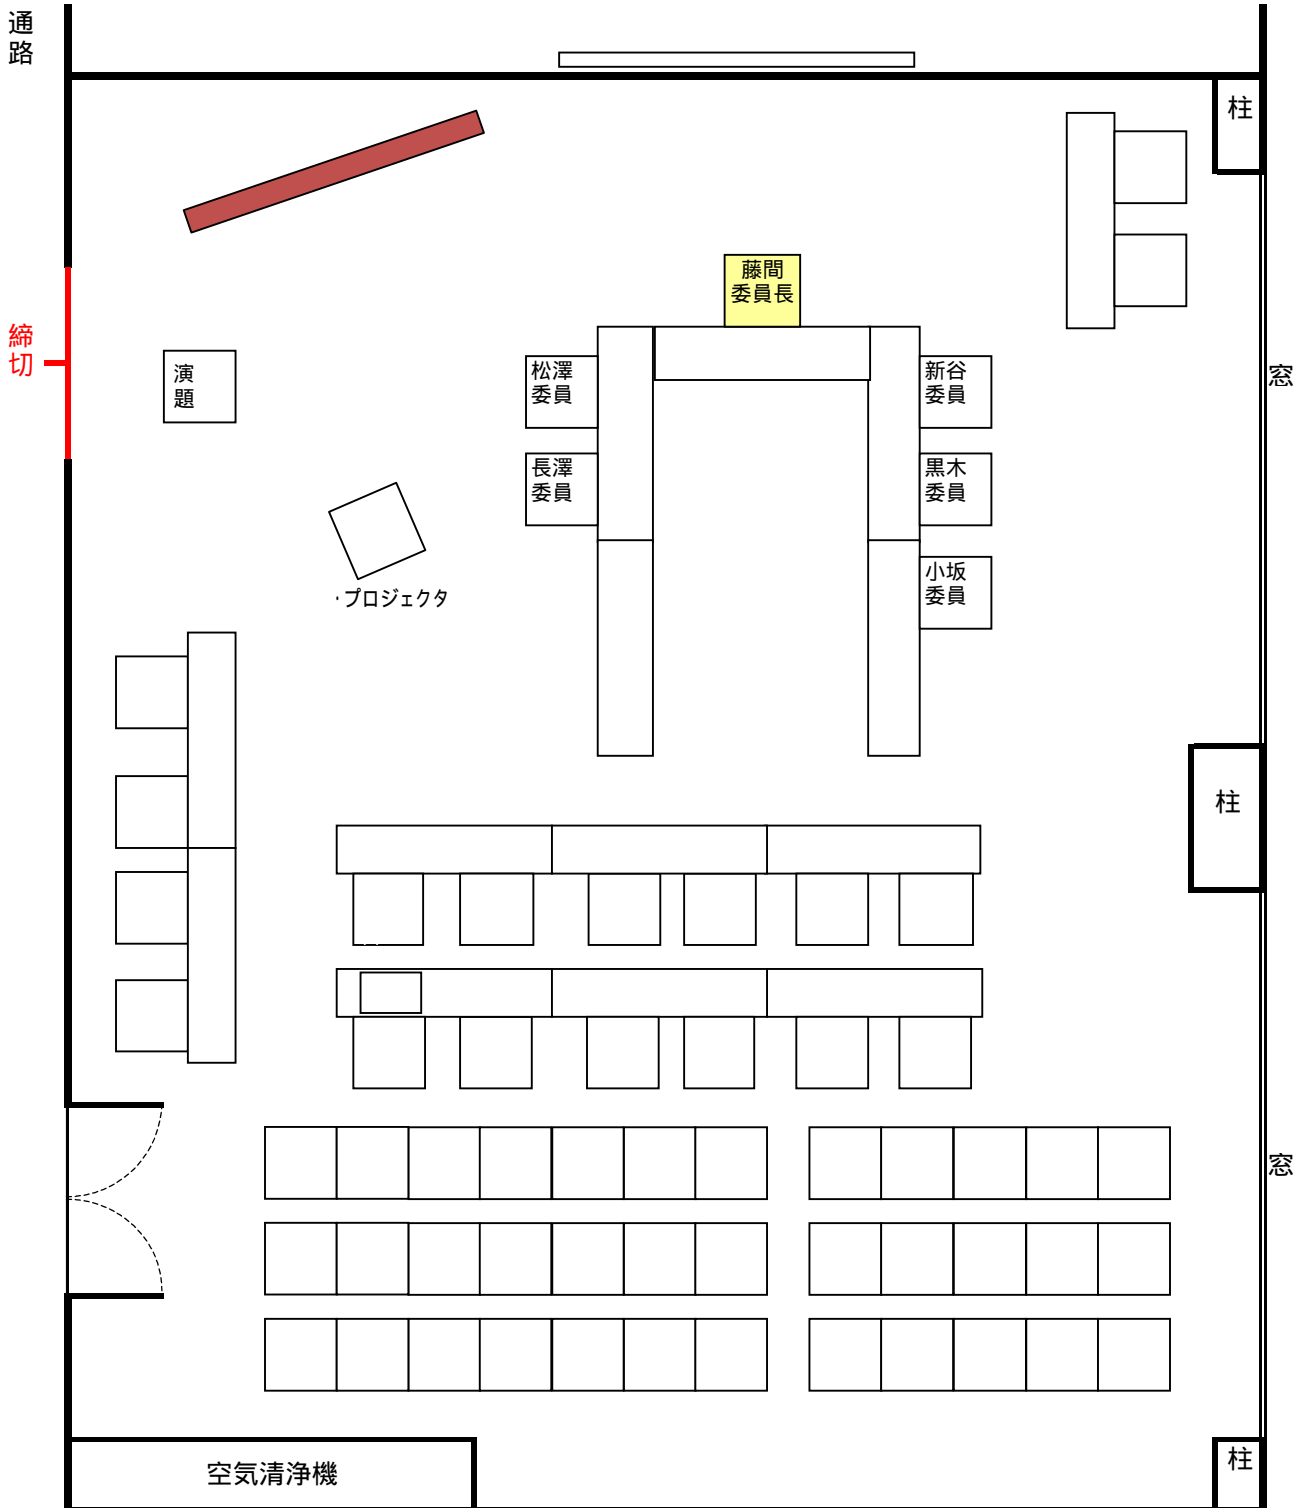 通
路
柱
藤間
委員長
松澤
委員
新谷
委員
締
切
演
題
窓
長澤
委員
黒木
委員
小坂
委員
・プロジェクタ
柱
窓
柱
空気清浄機